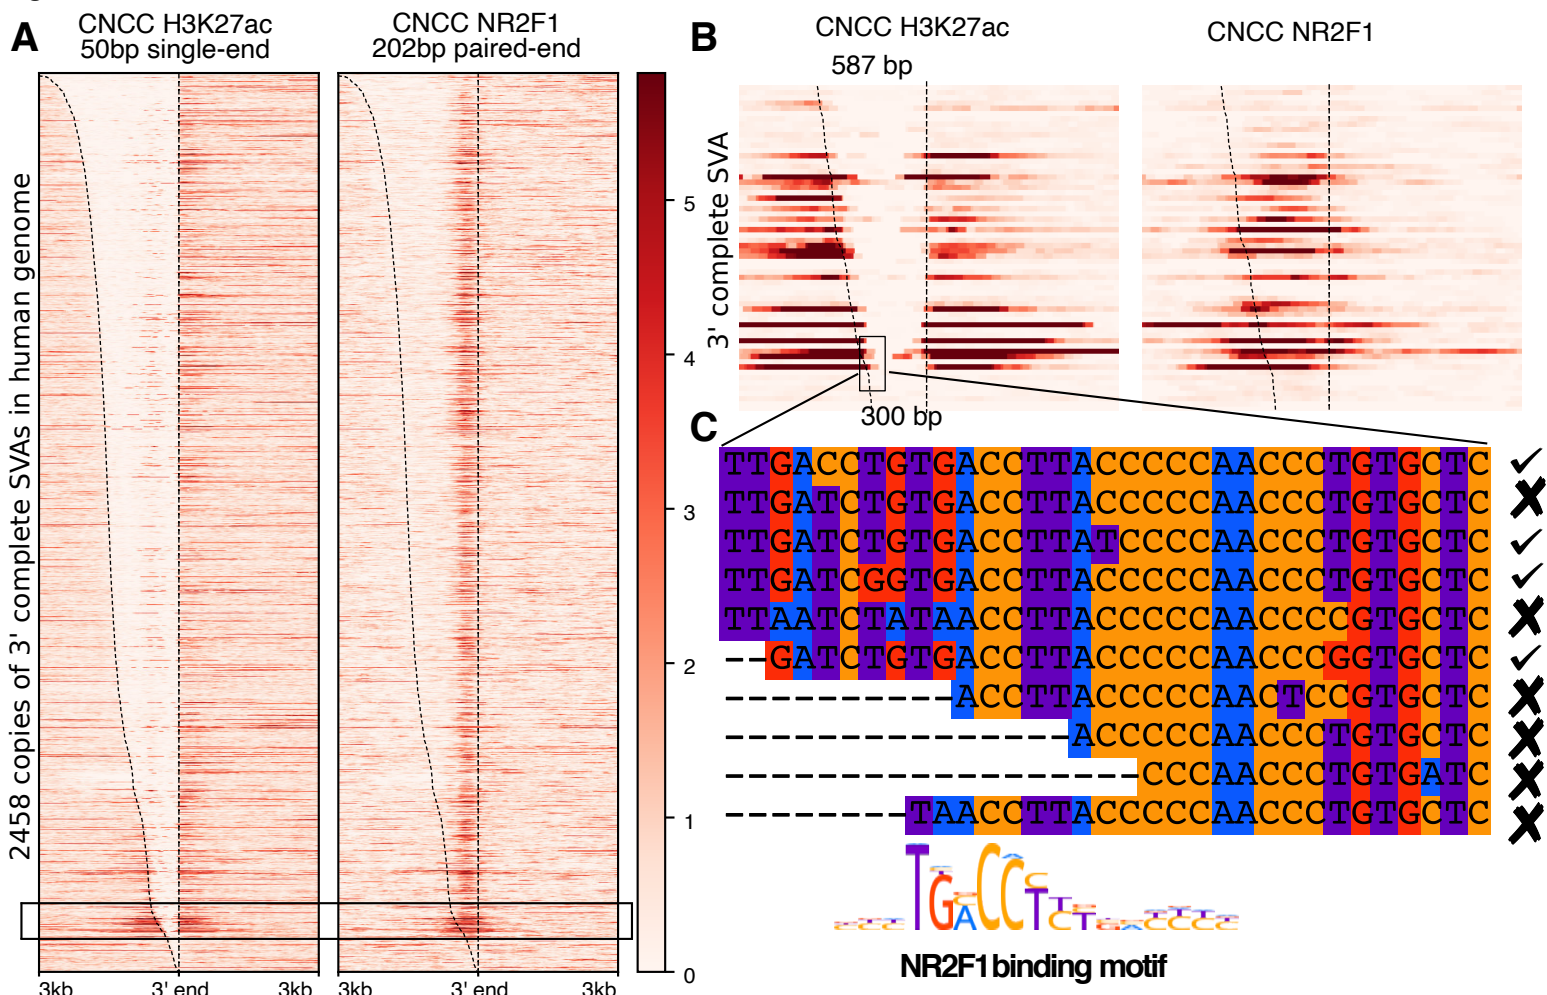 A
CNCC H3K27ac
50bp single-end
CNCC NR2F1
202bp paired-end
2458 copies of 3' complete SVAs in human genome
5
4
3
2
1
0
3kb
3' end
3kb
3kb
3' end
3kb
B
CNCC H3K27ac
CNCC NR2F1
587 bp
3' complete SVA
300 bp
C
TTGACCTGTGACCTTACCCCCAACCCTGTGCTC ✓
TTGATCTGTGACCTTACCCCCAACCCTGTGCTC ✗
TTGATCTGTGACCTTATCCCCAACCCTGTGCTC ✓
TTGATCGGTGACCTTACCCCCAACCCTGTGCTC ✓
TTAATCTATAACCTTACCCCCAACCCCGTGCTC ✗
--GATCTGTGACCTTACCCCCAACCCGGTGCTC ✓
----------ACCTTACCCCCAACTCCGTGCTC ✗
---------------ACCCCCAACCCTGTGCTC ✗
------------------CCCAACCCTGTGATC ✗
--------TAACCTTACCCCCAACCCTGTGCTC ✗
NR2F1 binding motif